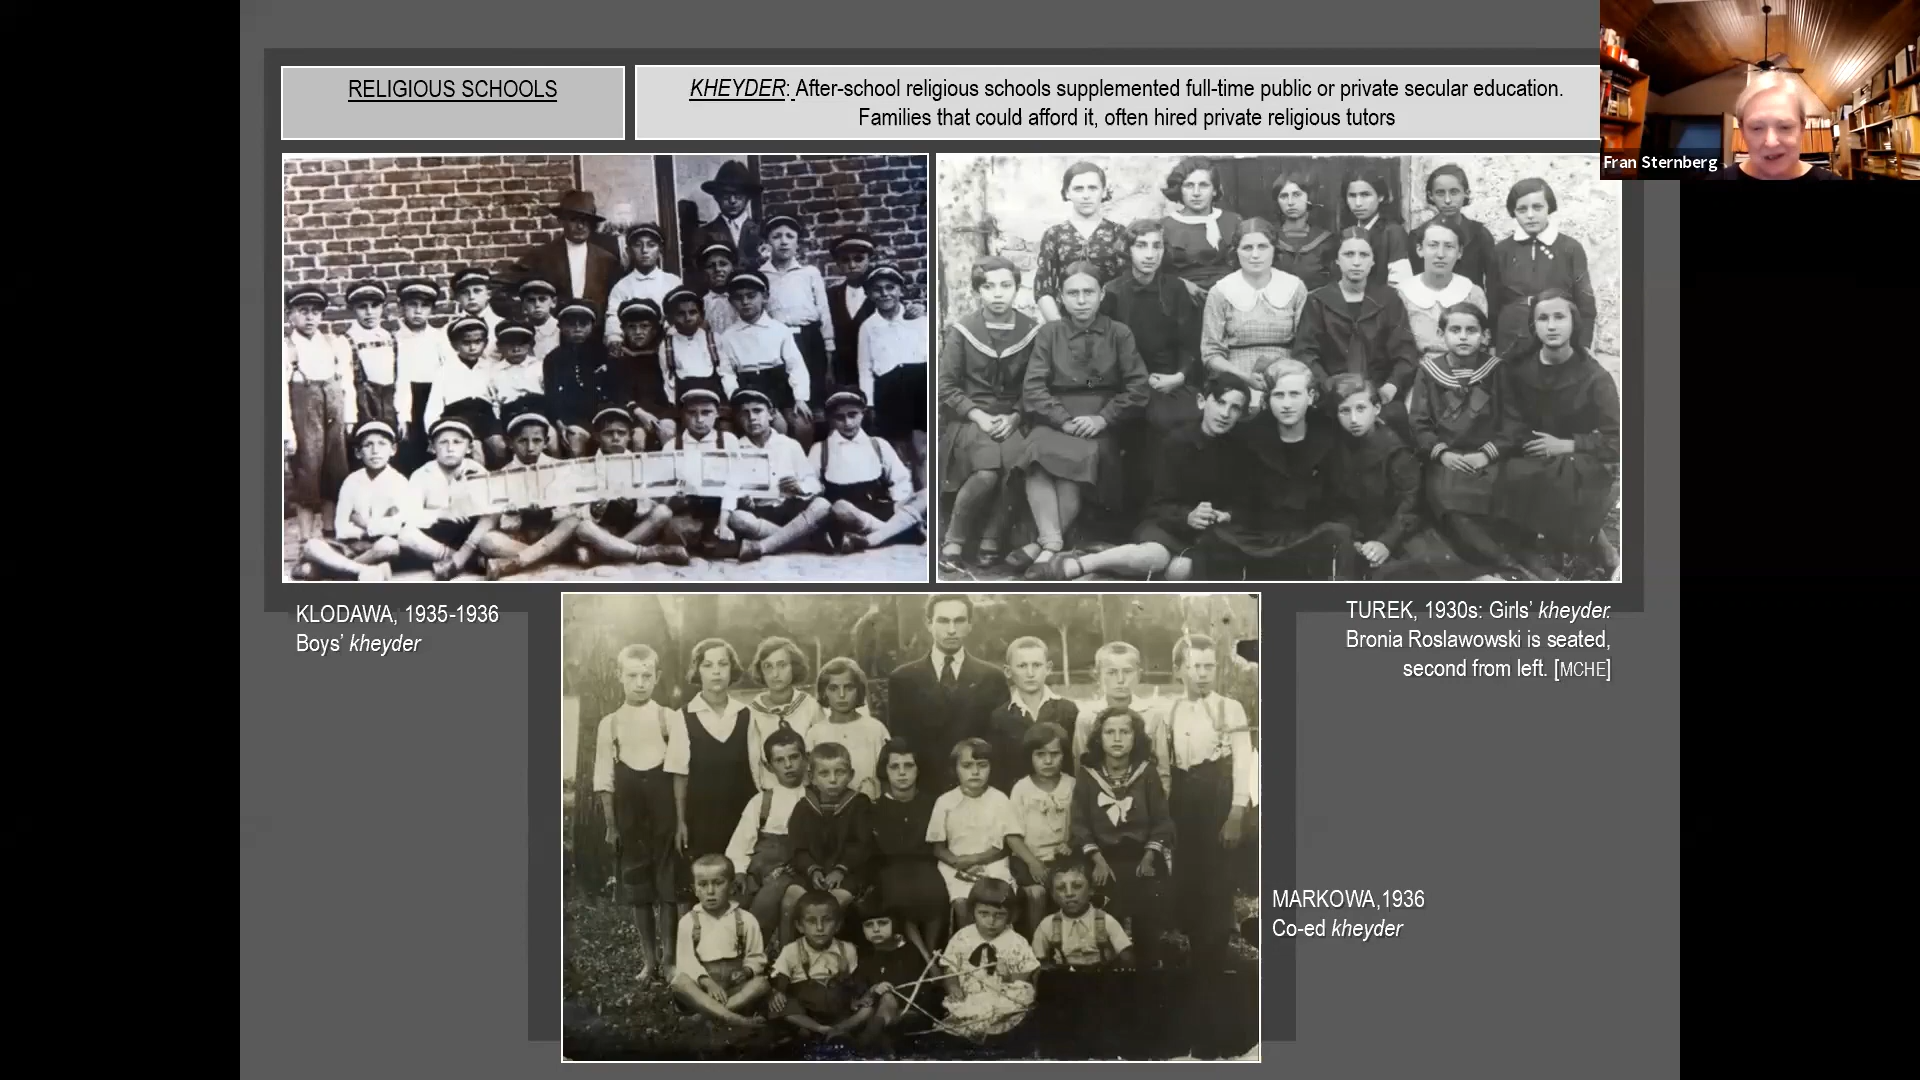 RELIGIOUS SCHOOLS
KHEYDER: After-school religious schools supplemented full-time public or private secular education.
Families that could afford it, often hired private religious tutors
Fran Sternberg
KLODAWA, 1935-1936
Boys’ kheyder
TUREK, 1930s: Girls’ kheyder.
Bronia Roslawowski is seated,
second from left. [MCHE]
MARKOWA,1936
Co-ed kheyder